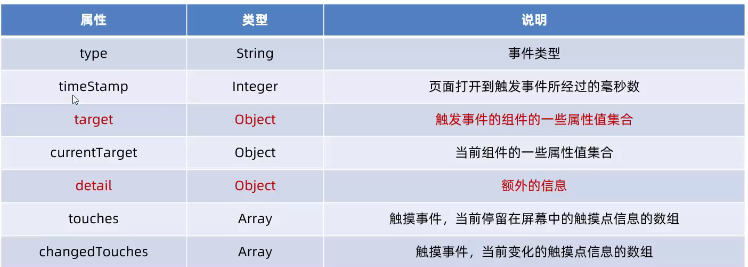 属性 类型 说明
type String 事件类型
timeStamp Integer 页面打开到触发事件所经过的毫秒数
target Object 触发事件的组件的一些属性值集合
currentTarget Object 当前组件的一些属性值集合
detail Object 额外的信息
touches Array 触摸事件，当前停留在屏幕中的触摸点信息的数组
changedTouches Array 触摸事件，当前变化的触摸点信息的数组